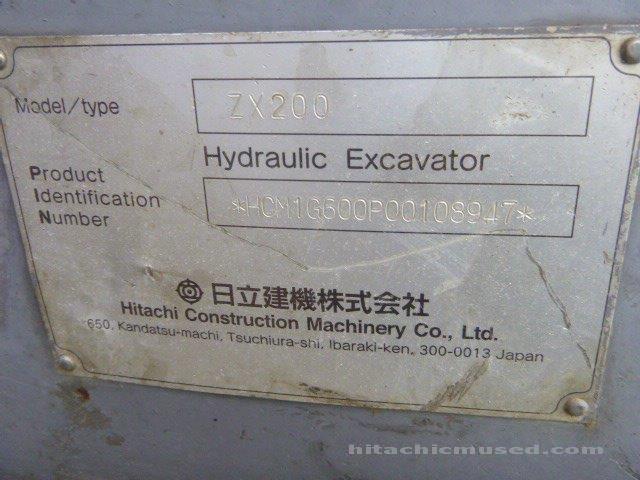 Model/type
ZX200
Hydraulic Excavator
Product
Identification
Number
*HCM1G600P00108947*
日立建機株式会社
Hitachi Construction Machinery Co., Ltd.
650, Kandatsu-machi, Tsuchiura-shi, Ibaraki-ken, 300-0013 Japan
hitachicmused.com